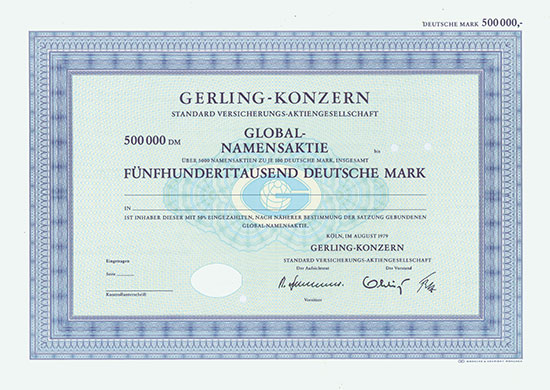 DEUTSCHE MARK 500 000,-
GERLING-KONZERN
STANDARD VERSICHERUNGS-AKTIENGESELLSCHAFT
500 000 DM GLOBAL- bis
NAMENSAKTIE
ÜBER 5000 NAMENSAKTIEN ZU JE 100 DEUTSCHE MARK, INSGESAMT
FÜNFHUNDERTTAUSEND DEUTSCHE MARK
IN
IST INHABER DIESER MIT 50% EINGEZAHLTEN, NACH NÄHERER BESTIMMUNG DER SATZUNG GEBUNDENEN
GLOBAL-NAMENSAKTIE.
KÖLN, IM AUGUST 1979
GERLING-KONZERN
STANDARD VERSICHERUNGS-AKTIENGESELLSCHAFT
Eingetragen Der Aufsichtsrat Der Vorstand
Seite
Kontrollunterschrift Vorsitzer